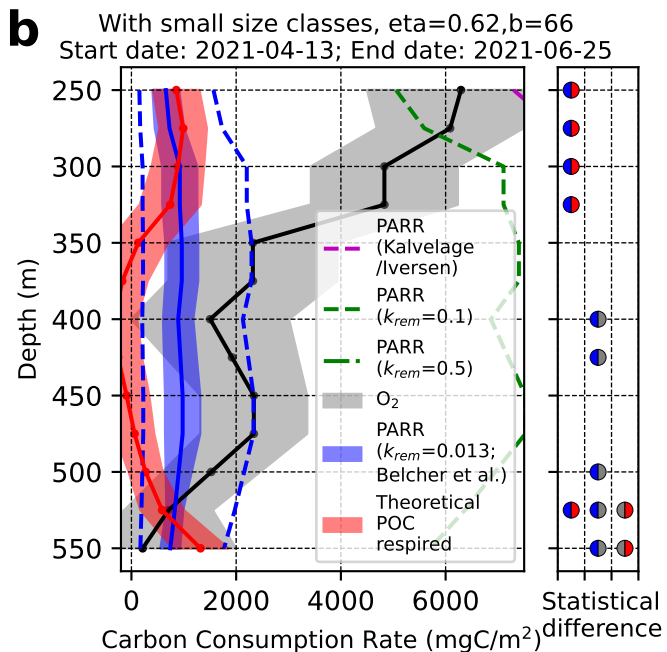 b
With small size classes, eta=0.62,b=66
Start date: 2021-04-13; End date: 2021-06-25
250
300
350
400
450
500
550
Depth (m)
0
2000
4000
6000
Carbon Consumption Rate (mgC/m²)
PARR
(Kalvelage
/Iversen)
PARR
(k_rem=0.1)
PARR
(k_rem=0.5)
O₂
PARR
(k_rem=0.013;
Belcher et al.)
Theoretical
POC
respired
Statistical
difference